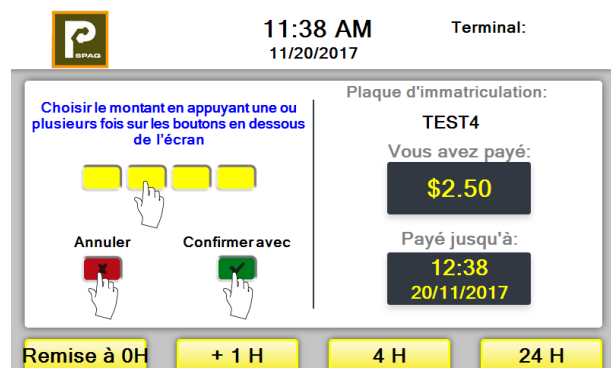 P
SPAQ
11:38 AM
11/20/2017
Terminal:
Choisir le montant en appuyant une ou
plusieurs fois sur les boutons en dessous
de l'écran
Annuler
Confirmer avec
Plaque d'immatriculation:
TEST4
Vous avez payé:
$2.50
Payé jusqu'à:
12:38
20/11/2017
Remise à 0H
+ 1 H
4 H
24 H